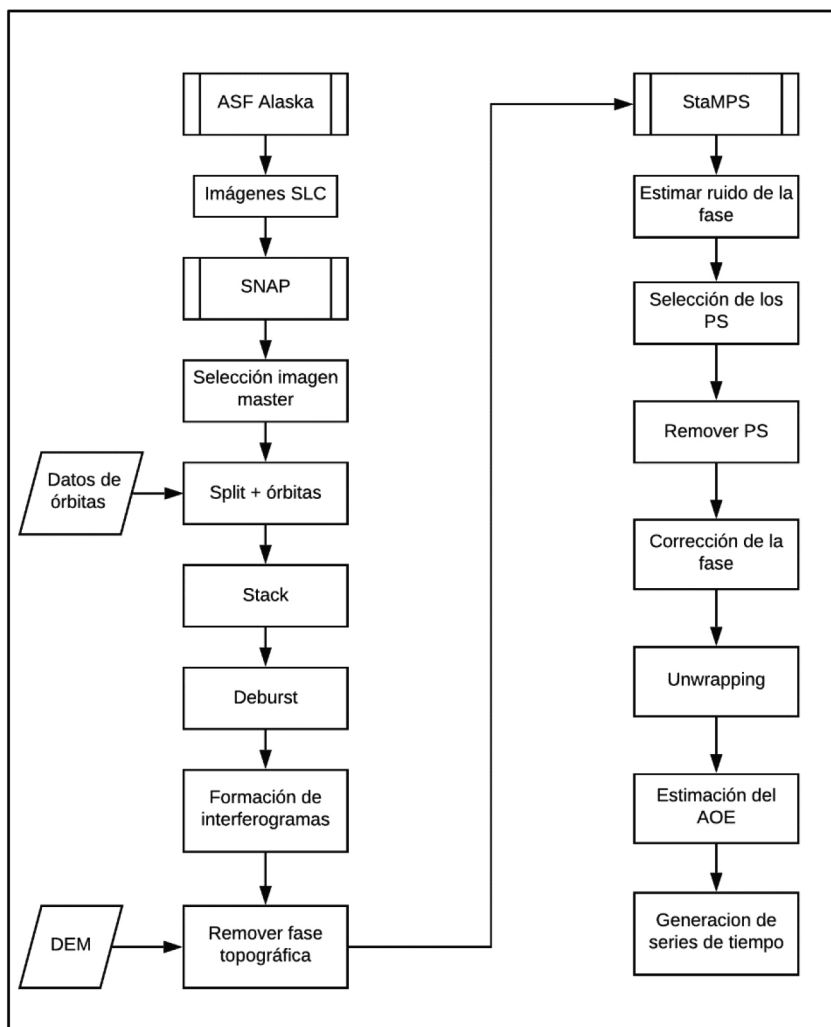 ASF Alaska
Imágenes SLC
SNAP
Selección imagen
master
Datos de
órbitas
Split + órbitas
Stack
Deburst
Formación de
interferogramas
DEM
Remover fase
topográfica
StaMPS
Estimar ruido de la
fase
Selección de los
PS
Remover PS
Corrección de la
fase
Unwrapping
Estimación del
AOE
Generacion de
series de tiempo